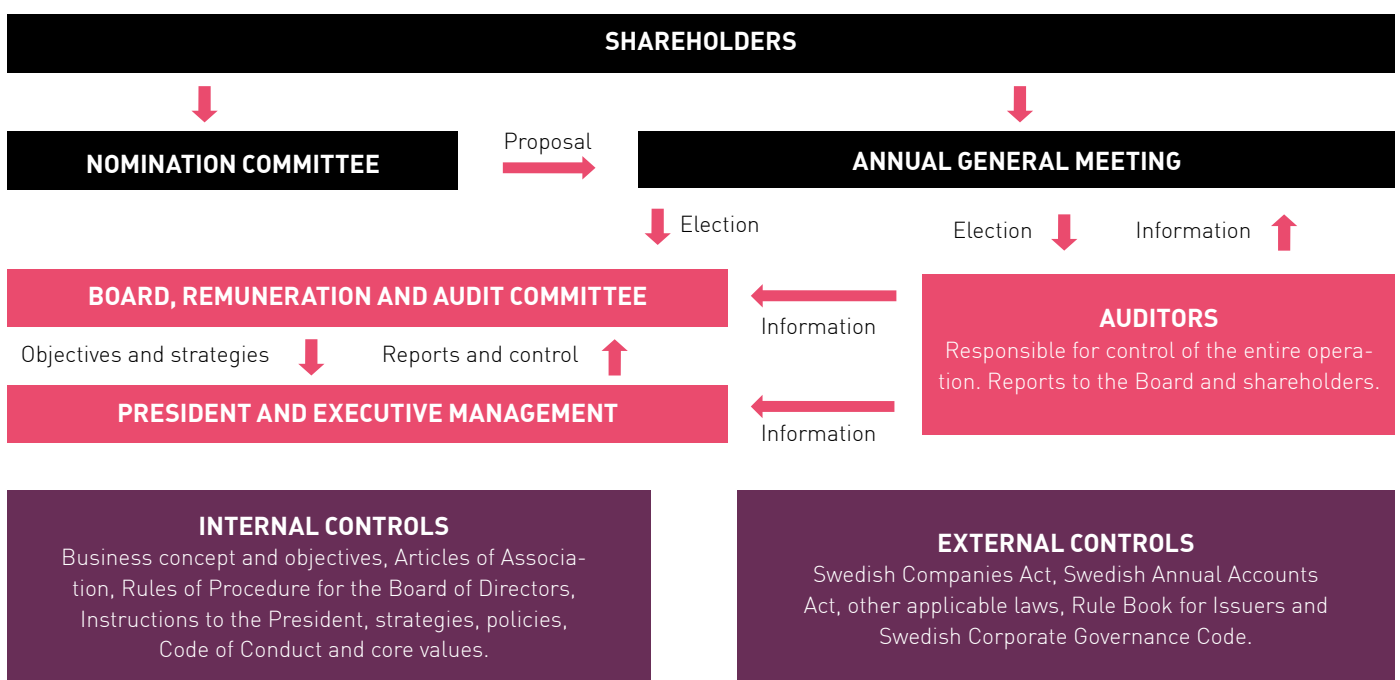 SHAREHOLDERS
NOMINATION COMMITTEE
Proposal
ANNUAL GENERAL MEETING
Election
Election
Information
BOARD, REMUNERATION AND AUDIT COMMITTEE
Information
AUDITORS
Responsible for control of the entire opera-
tion. Reports to the Board and shareholders.
Objectives and strategies
Reports and control
PRESIDENT AND EXECUTIVE MANAGEMENT
Information
INTERNAL CONTROLS
Business concept and objectives, Articles of Associa-
tion, Rules of Procedure for the Board of Directors,
Instructions to the President, strategies, policies,
Code of Conduct and core values.
EXTERNAL CONTROLS
Swedish Companies Act, Swedish Annual Accounts
Act, other applicable laws, Rule Book for Issuers and
Swedish Corporate Governance Code.